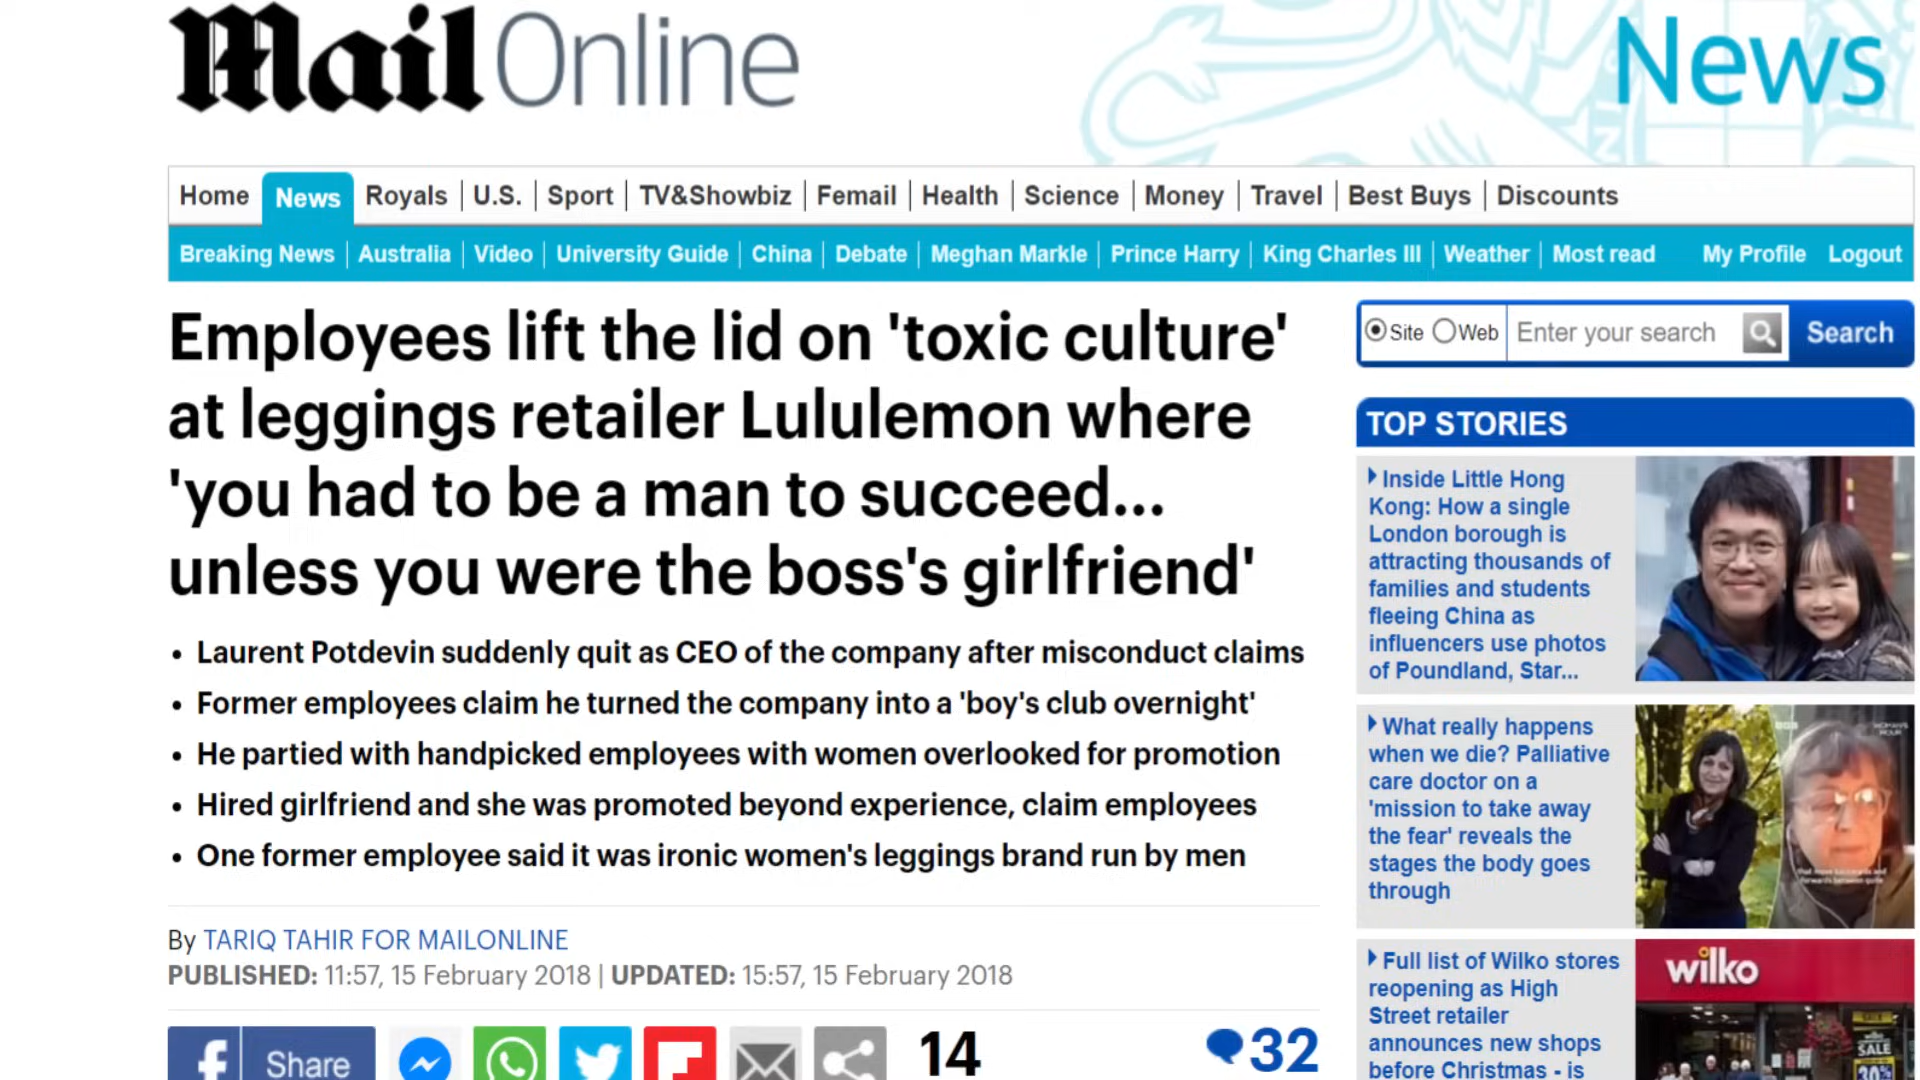 Mail Online
News
Home News Royals U.S. Sport TV&Showbiz Femail Health Science Money Travel Best Buys Discounts
Breaking News Australia Video University Guide China Debate Meghan Markle Prince Harry King Charles III Weather Most read My Profile Logout
Employees lift the lid on 'toxic culture'
at leggings retailer Lululemon where
'you had to be a man to succeed...
unless you were the boss's girlfriend'
• Laurent Potdevin suddenly quit as CEO of the company after misconduct claims
• Former employees claim he turned the company into a 'boy's club overnight'
• He partied with handpicked employees with women overlooked for promotion
• Hired girlfriend and she was promoted beyond experience, claim employees
• One former employee said it was ironic women's leggings brand run by men
By TARIQ TAHIR FOR MAILONLINE
PUBLISHED: 11:57, 15 February 2018 | UPDATED: 15:57, 15 February 2018
Share
14
32
Site Web Enter your search Search
TOP STORIES
Inside Little Hong
Kong: How a single
London borough is
attracting thousands of
families and students
fleeing China as
influencers use photos
of Poundland, Star...
What really happens
when we die? Palliative
care doctor on a
'mission to take away
the fear' reveals the
stages the body goes
through
Full list of Wilko stores
reopening as High
Street retailer
announces new shops
before Christmas - is
wilko
SALE